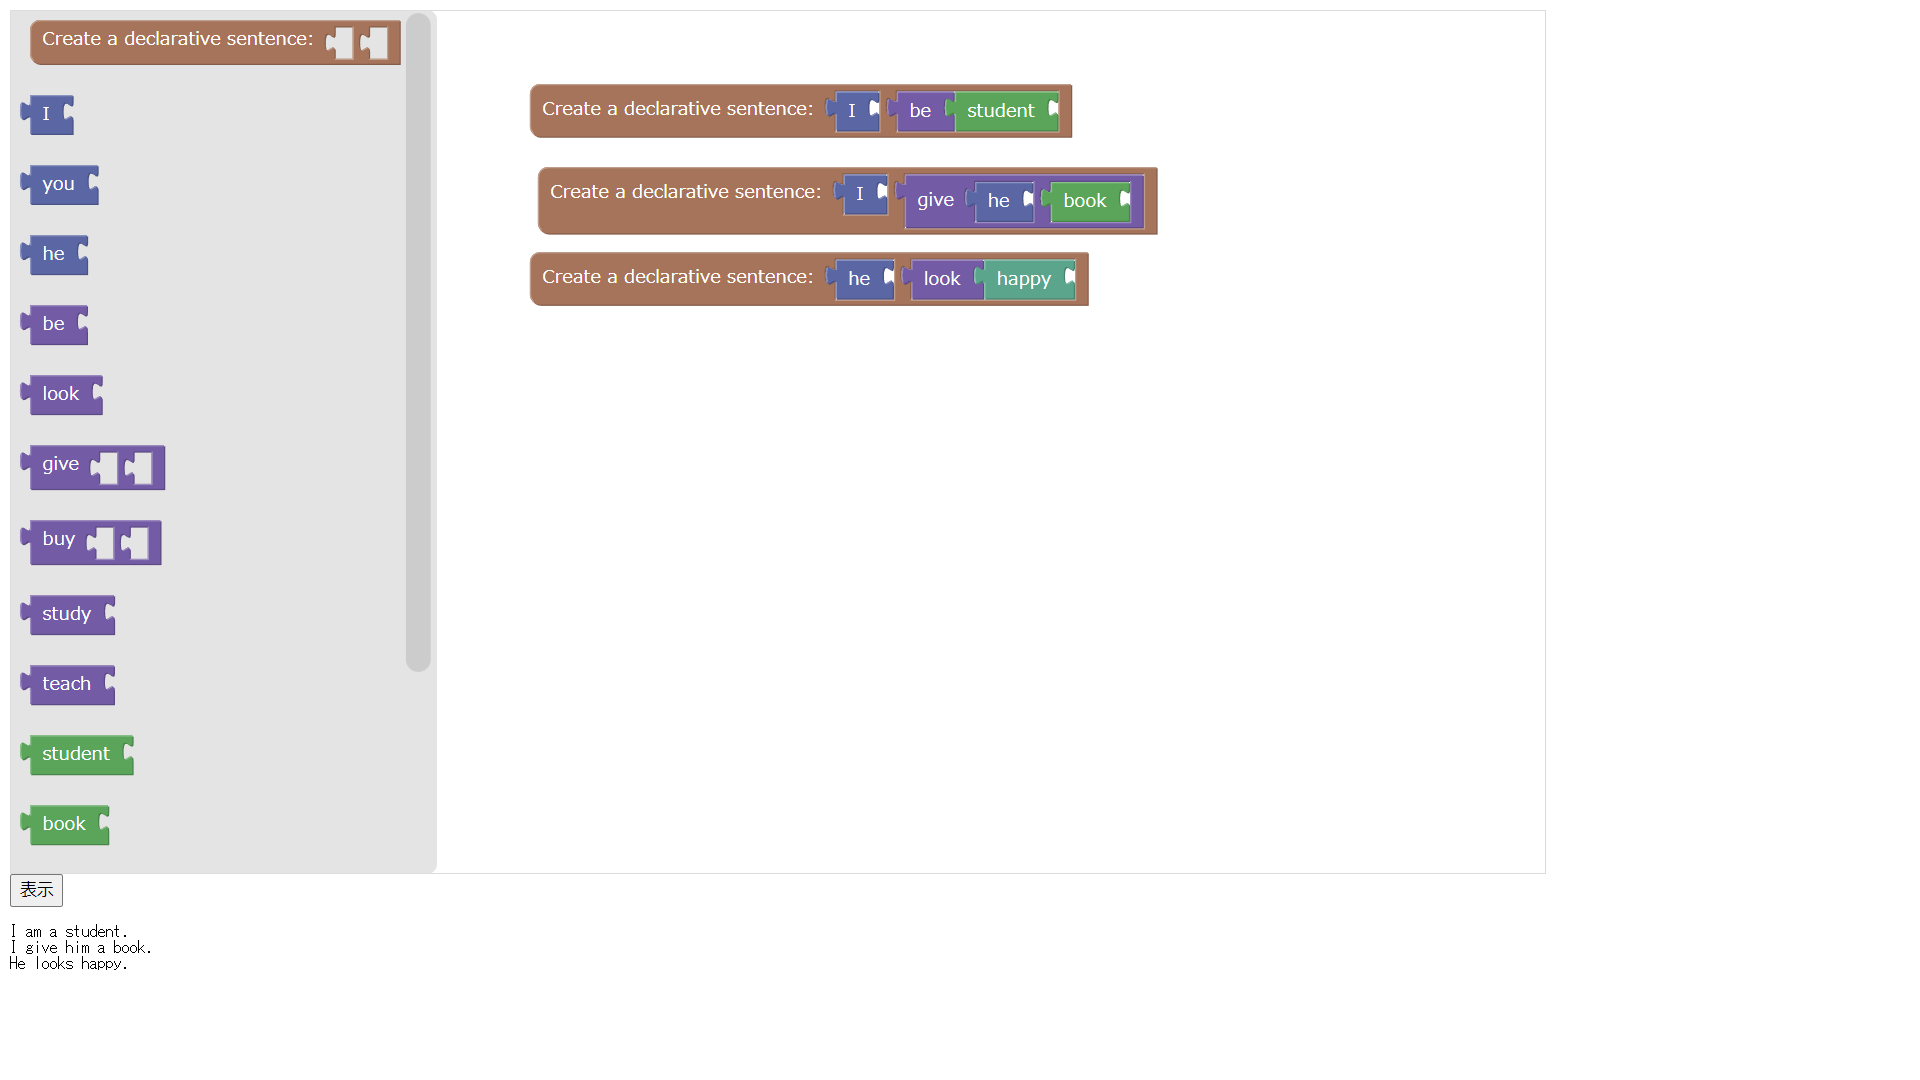 Create a declarative sentence:
I
you
he
be
look
give
buy
study
teach
student
book
Create a declarative sentence: I be student
Create a declarative sentence: I give he book
Create a declarative sentence: he look happy
表示
I am a student.
I give him a book.
He looks happy.